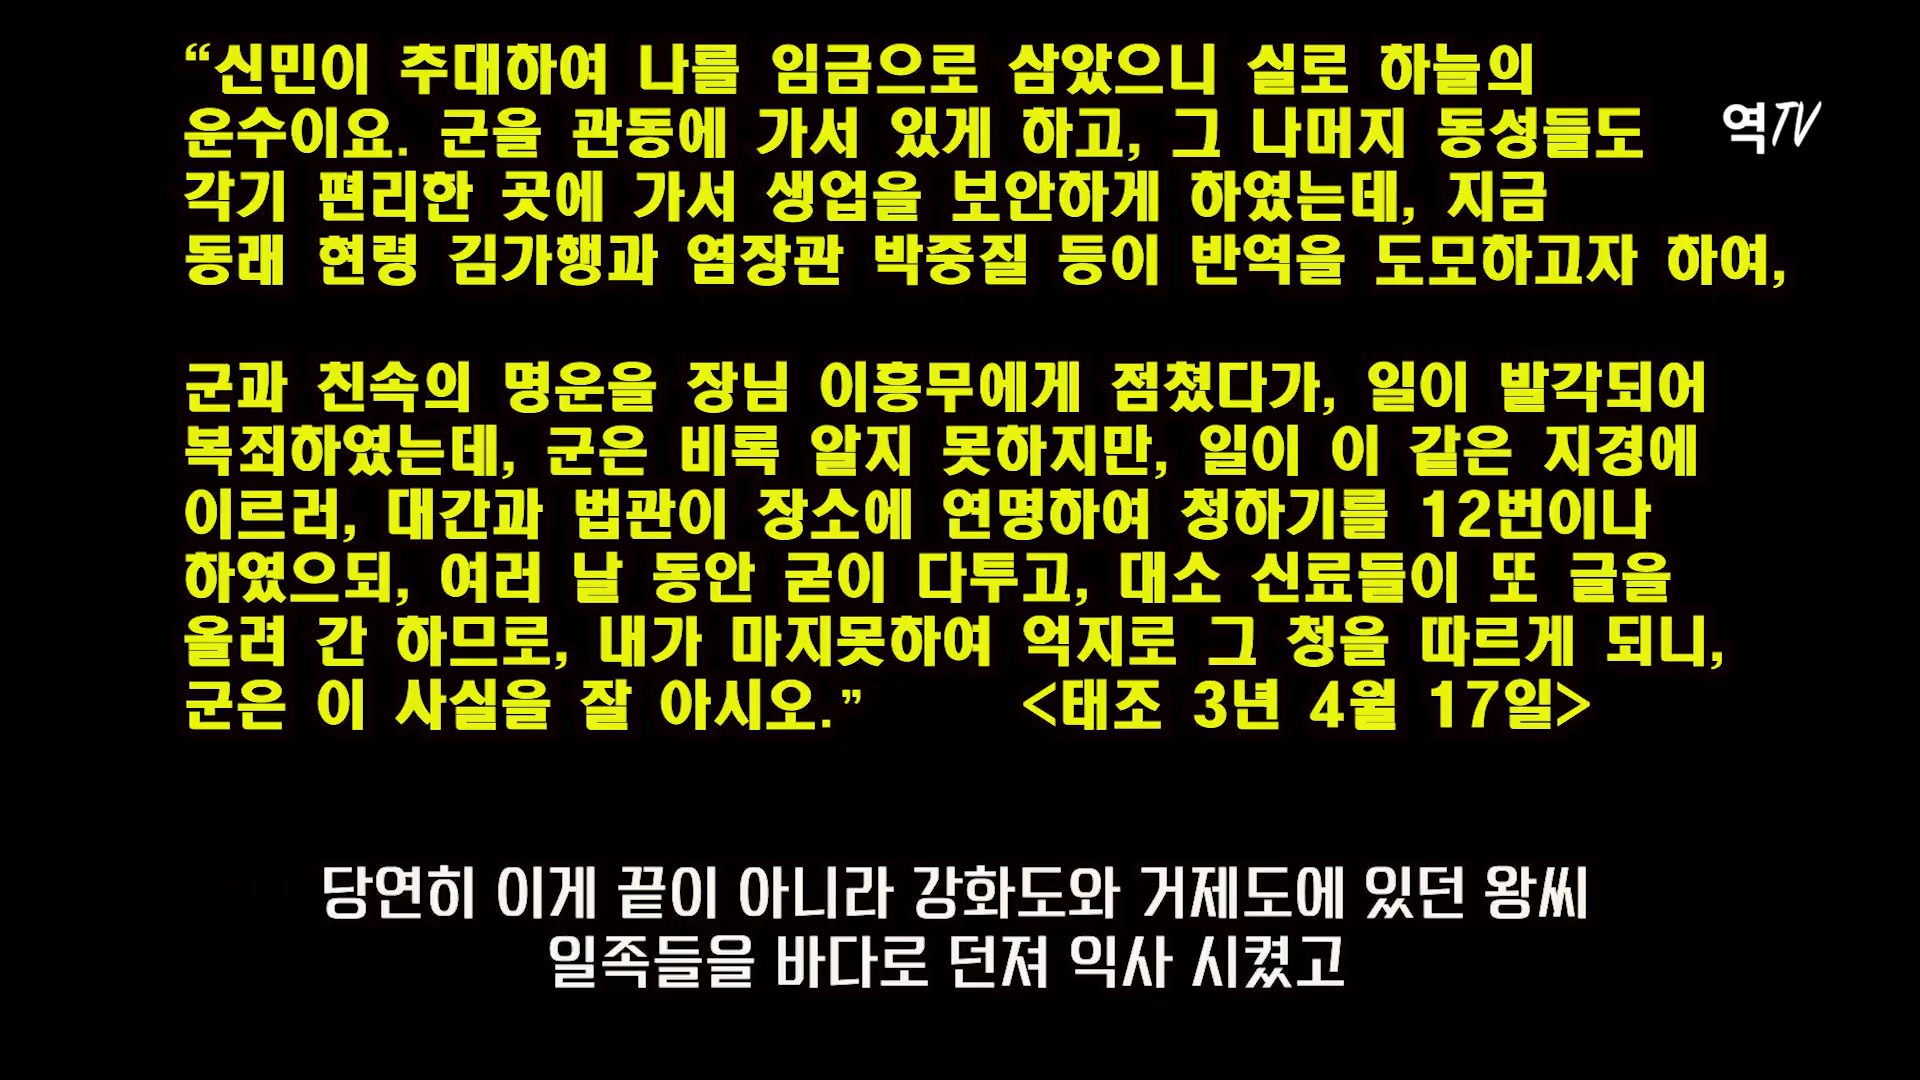 “신민이 추대하여 나를 임금으로 삼았으니 실로 하늘의
운수이요. 군을 관동에 가서 있게 하고, 그 나머지 동성들도
역TV
각기 편리한 곳에 가서 생업을 보안하게 하였는데, 지금
동래 현령 김가행과 염장관 박중질 등이 반역을 도모하고자 하여,
군과 친속의 명운을 장님 이흥무에게 점쳤다가, 일이 발각되어
복죄하였는데, 군은 비록 알지 못하지만, 일이 이 같은 지경에
이르러, 대간과 법관이 장소에 연명하여 청하기를 12번이나
하였으되, 여러 날 동안 굳이 다투고, 대소 신료들이 또 글을
올려 간 하므로, 내가 마지못하여 억지로 그 청을 따르게 되니,
군은 이 사실을 잘 아시오.” <태조 3년 4월 17일>
당연히 이게 끝이 아니라 강화도와 거제도에 있던 왕씨
일족들을 바다로 던져 익사 시켰고